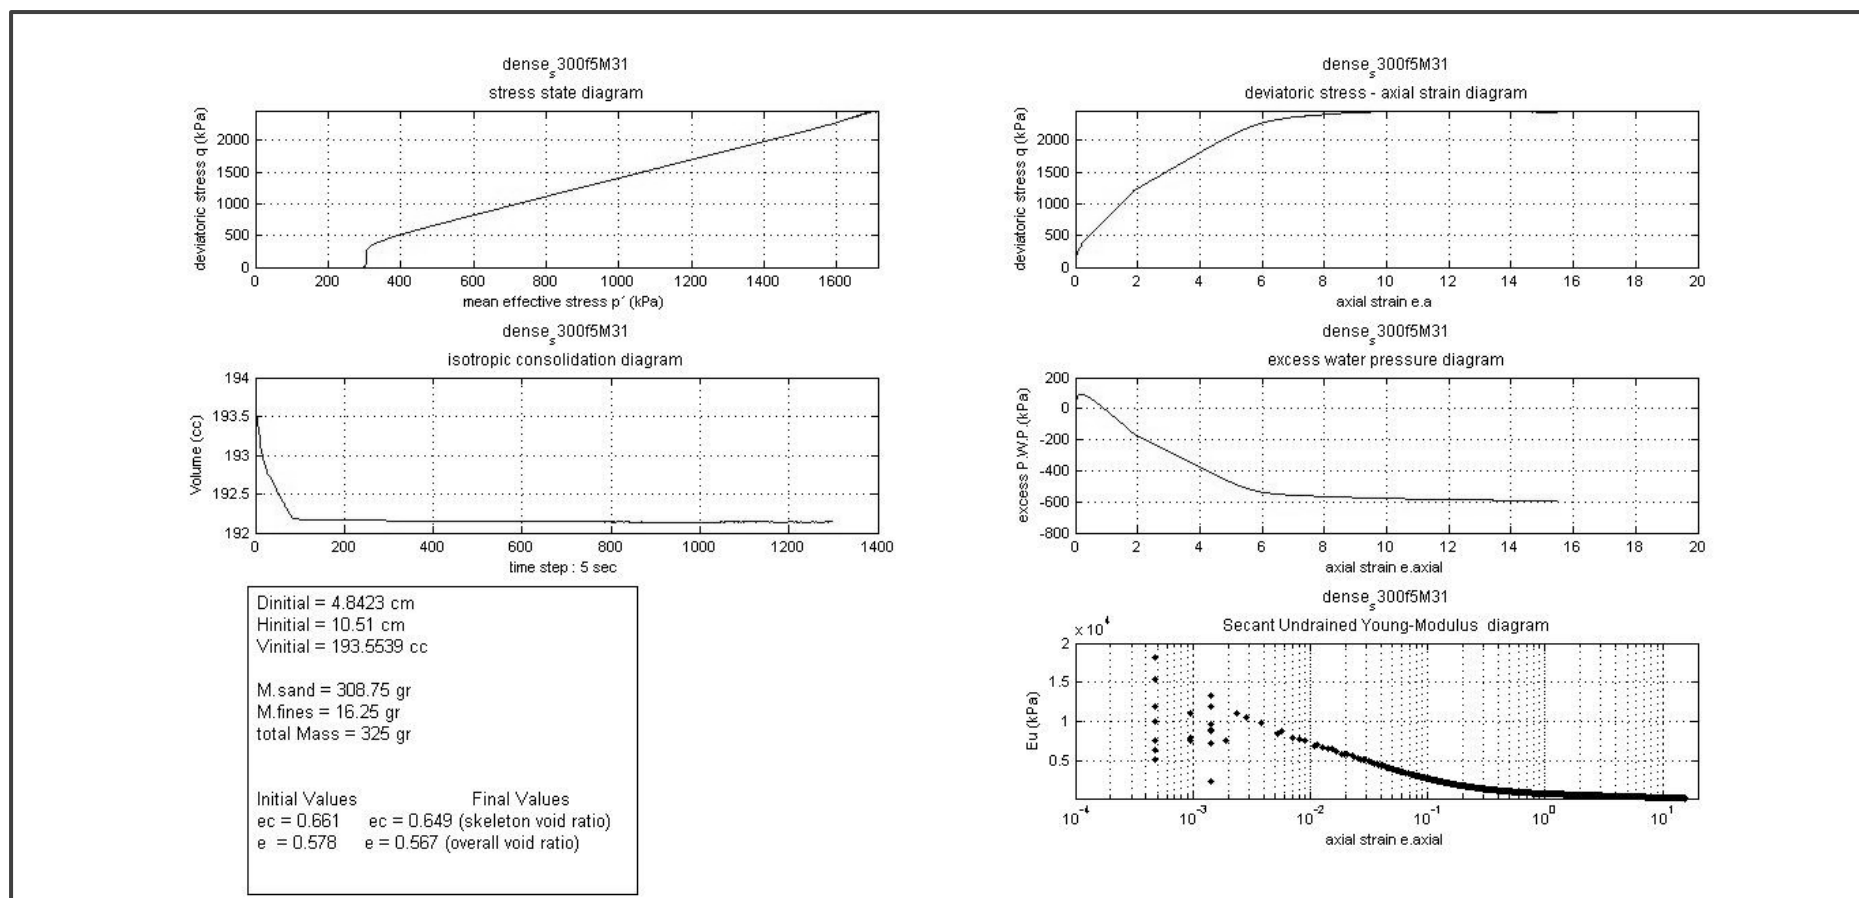 dense_s300f5M31
stress state diagram
deviatoric stress q (kPa)
2000
1500
1000
500
0
0 200 400 600 800 1000 1200 1400 1600
mean effective stress p´ (kPa)
dense_s300f5M31
deviatoric stress - axial strain diagram
deviatoric stress q (kPa)
2000
1500
1000
500
0
0 2 4 6 8 10 12 14 16 18 20
axial strain e.a
dense_s300f5M31
isotropic consolidation diagram
Volume (cc)
194
193.5
193
192.5
192
0 200 400 600 800 1000 1200 1400
time step : 5 sec
dense_s300f5M31
excess water pressure diagram
excess P.W.P.(kPa)
200
0
-200
-400
-600
-800
0 2 4 6 8 10 12 14 16 18 20
axial strain e.axial
Dinitial = 4.8423 cm
Hinitial = 10.51 cm
Vinitial = 193.5539 cc
M.sand = 308.75 gr
M.fines = 16.25 gr
total Mass = 325 gr
Initial Values Final Values
ec = 0.661 ec = 0.649 (skeleton void ratio)
e = 0.578 e = 0.567 (overall void ratio)
dense_s300f5M31
Secant Undrained Young-Modulus diagram
x 10^4
Eu (kPa)
2
1.5
1
0.5
10^-4 10^-3 10^-2 10^-1 10^0 10^1
axial strain e.axial